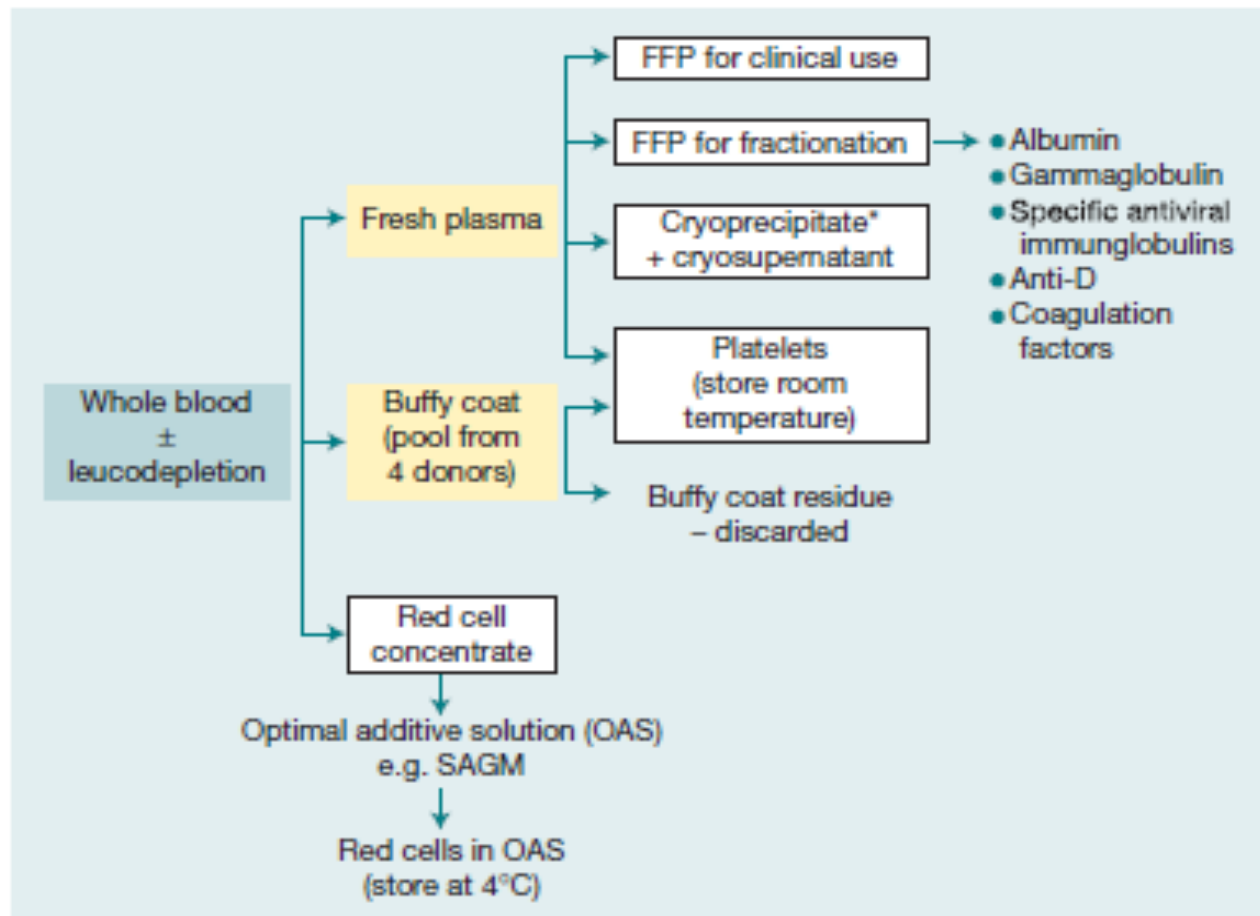 FFP for clinical use
FFP for fractionation
● Albumin
● Gammaglobulin
● Specific antiviral
immunglobulins
● Anti-D
● Coagulation
factors
Fresh plasma
Cryoprecipitate*
+ cryosupernatant
Platelets
(store room
temperature)
Whole blood
±
leucodepletion
Buffy coat
(pool from
4 donors)
Buffy coat residue
– discarded
Red cell
concentrate
Optimal additive solution (OAS)
e.g. SAGM
Red cells in OAS
(store at 4°C)